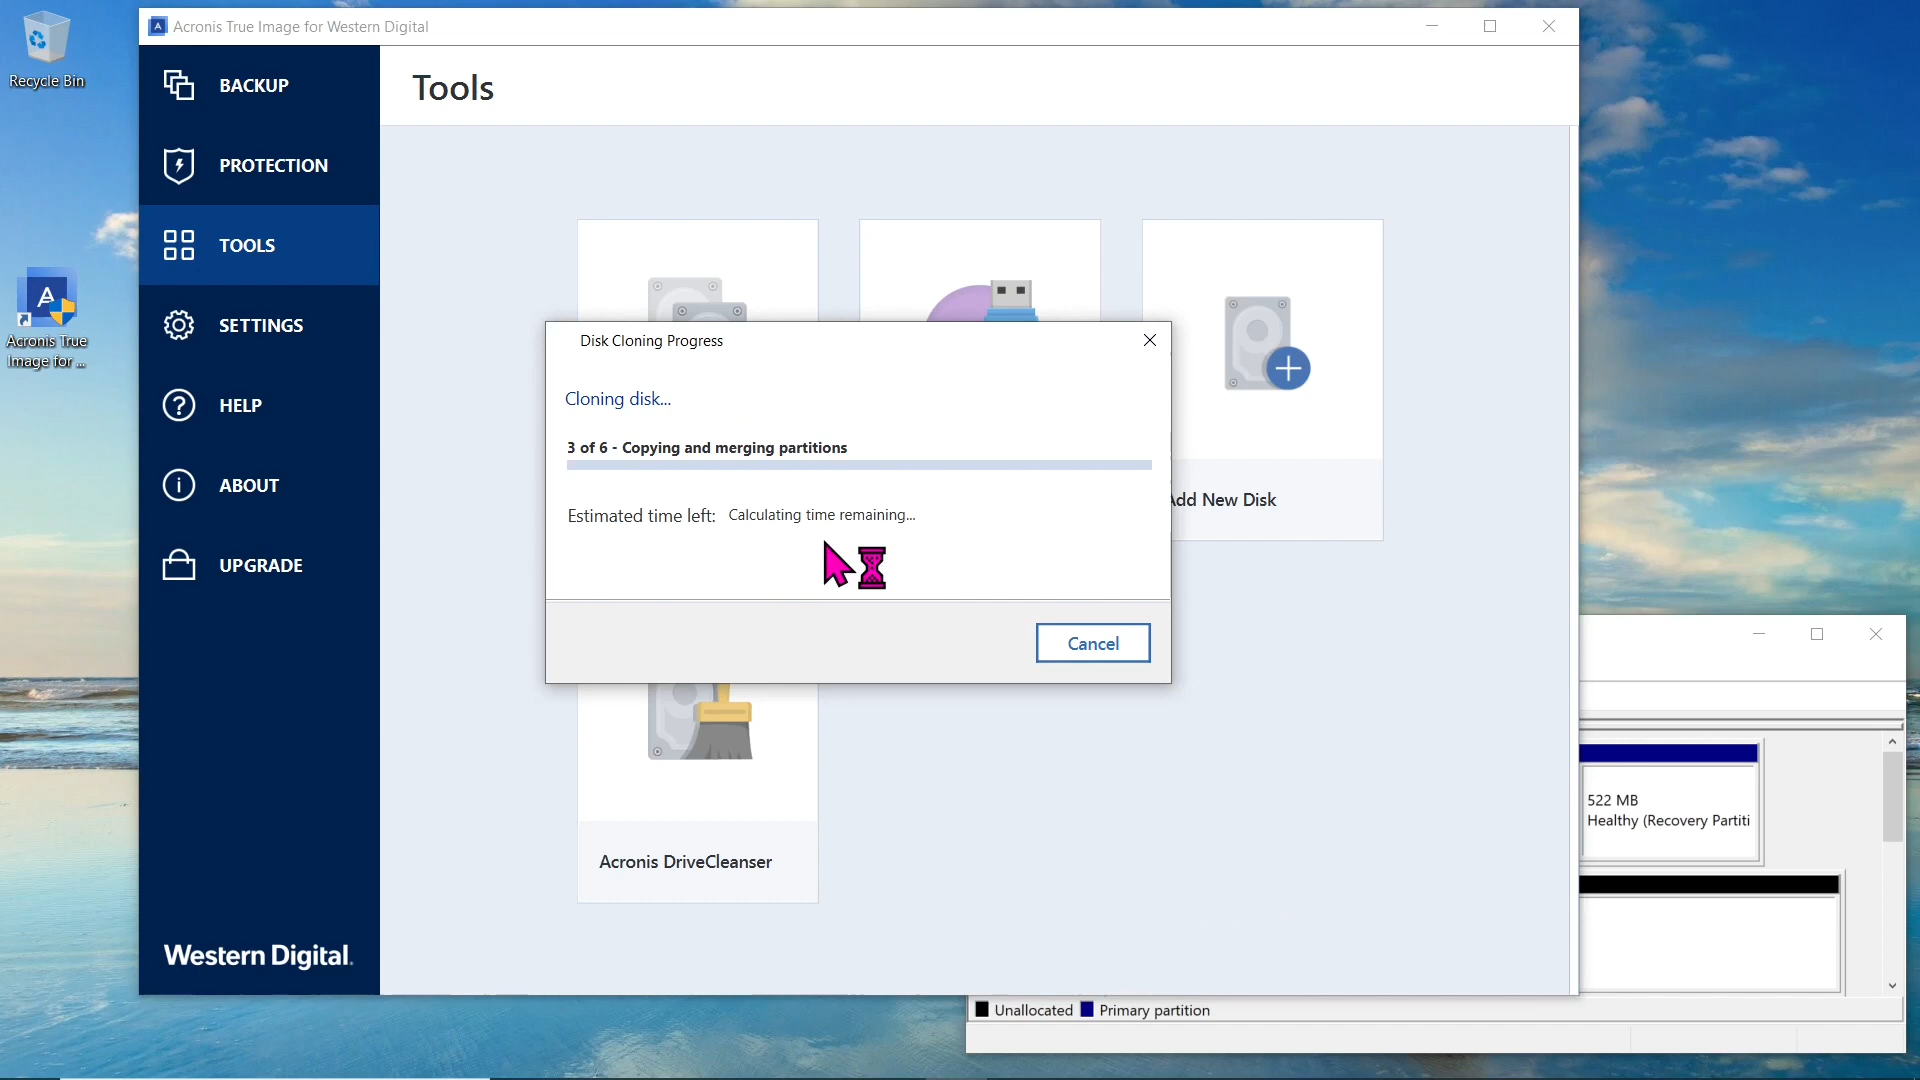 Recycle Bin
Acronis True
Image for ...
Acronis True Image for Western Digital
BACKUP
PROTECTION
TOOLS
SETTINGS
HELP
ABOUT
UPGRADE
Western Digital.
Tools
Disk Cloning Progress
Cloning disk...
3 of 6 - Copying and merging partitions
Estimated time left: Calculating time remaining...
Cancel
Add New Disk
Acronis DriveCleanser
522 MB
Healthy (Recovery Partiti
Unallocated Primary partition